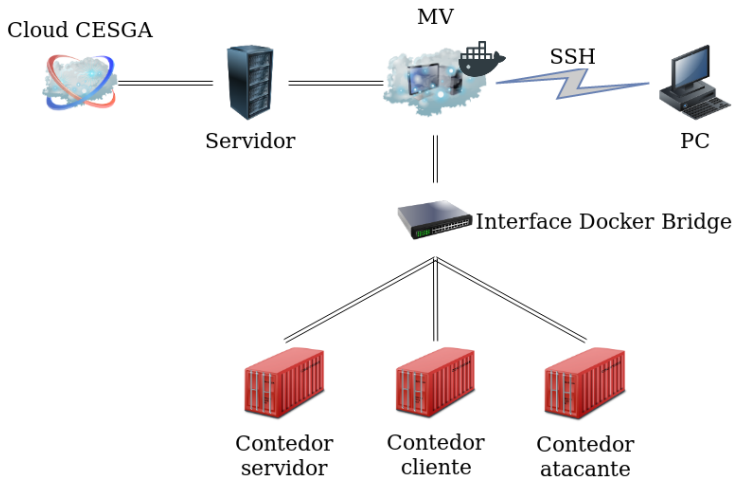 Cloud CESGA
MV
SSH
Servidor
PC
Interface Docker Bridge
Contedor
servidor
Contedor
cliente
Contedor
atacante